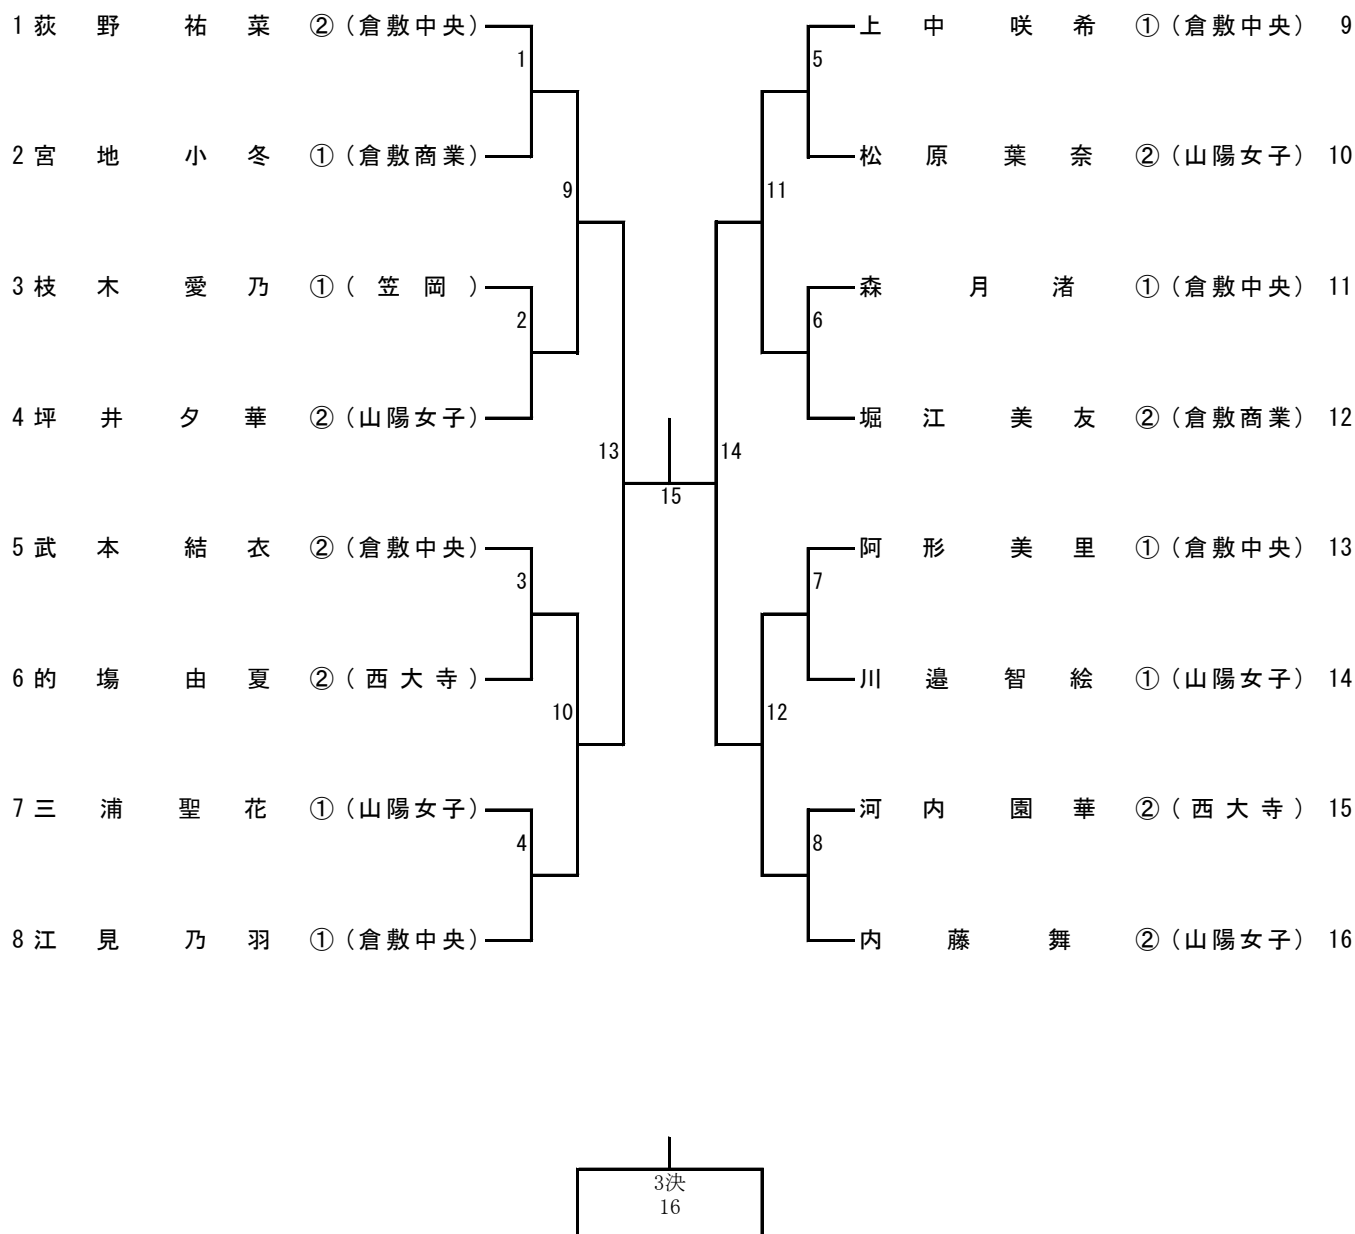 1 荻野 祐菜 ② (倉敷中央)
1
2 宮地 小冬 ① (倉敷商業)
9
3 枝木 愛乃 ① (笠岡)
2
4 坪井 夕華 ② (山陽女子)
13
5 武本 結衣 ② (倉敷中央)
3
6 的塲 由夏 ② (西大寺)
10
7 三浦 聖花 ① (山陽女子)
4
8 江見 乃羽 ① (倉敷中央)
15
上中 咲希 ① (倉敷中央) 9
5
松原 葉奈 ② (山陽女子) 10
11
森 月渚 ① (倉敷中央) 11
6
堀江 美友 ② (倉敷商業) 12
14
阿形 美里 ① (倉敷中央) 13
7
川邉 智絵 ① (山陽女子) 14
12
河内 園華 ② (西大寺) 15
8
内藤 舞 ② (山陽女子) 16
3決
16